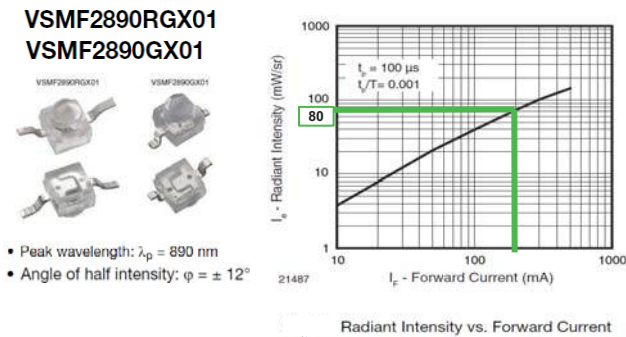 VSMF2890RGX01
VSMF2890GX01
VSMF2890RGX01
VSMF2890GX01
• Peak wavelength: λp = 890 nm
• Angle of half intensity: φ = ± 12°
Ie - Radiant Intensity (mW/sr)
1000
100
80
10
1
tp = 100 µs
tp/T= 0.001
10
100
1000
21487
IF - Forward Current (mA)
Radiant Intensity vs. Forward Current